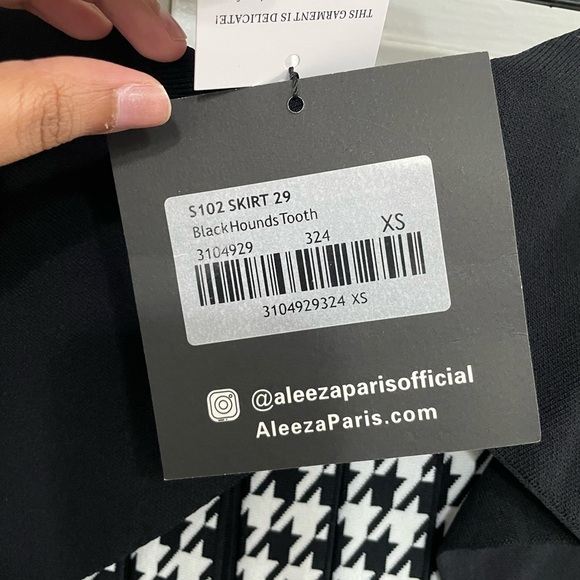 THIS GARMENT IS DELICATE!
S102 SKIRT 29
BlackHoundsTooth
3104929 324 XS
3104929324 XS
@aleezaparisofficial
AleezaParis.com